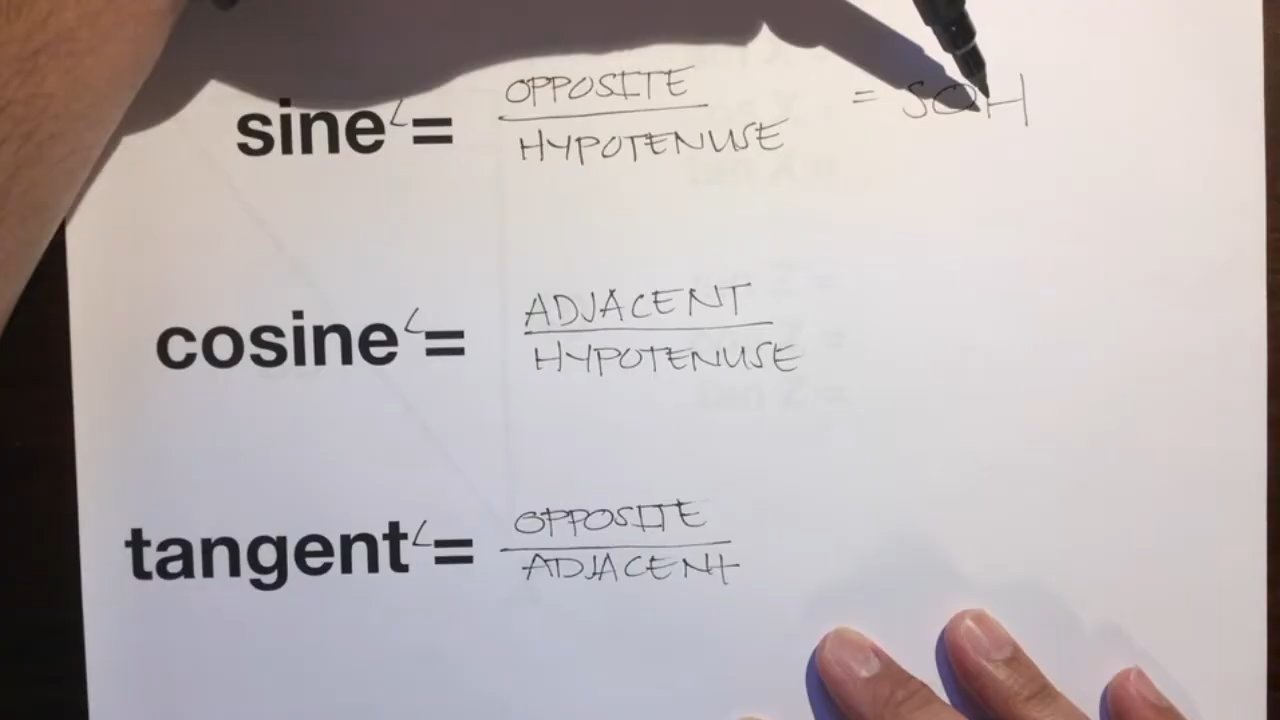 sine∠= OPPOSITE = SOH
HYPOTENUSE
cosine∠= ADJACENT
HYPOTENUSE
tangent∠= OPPOSITE
ADJACENT